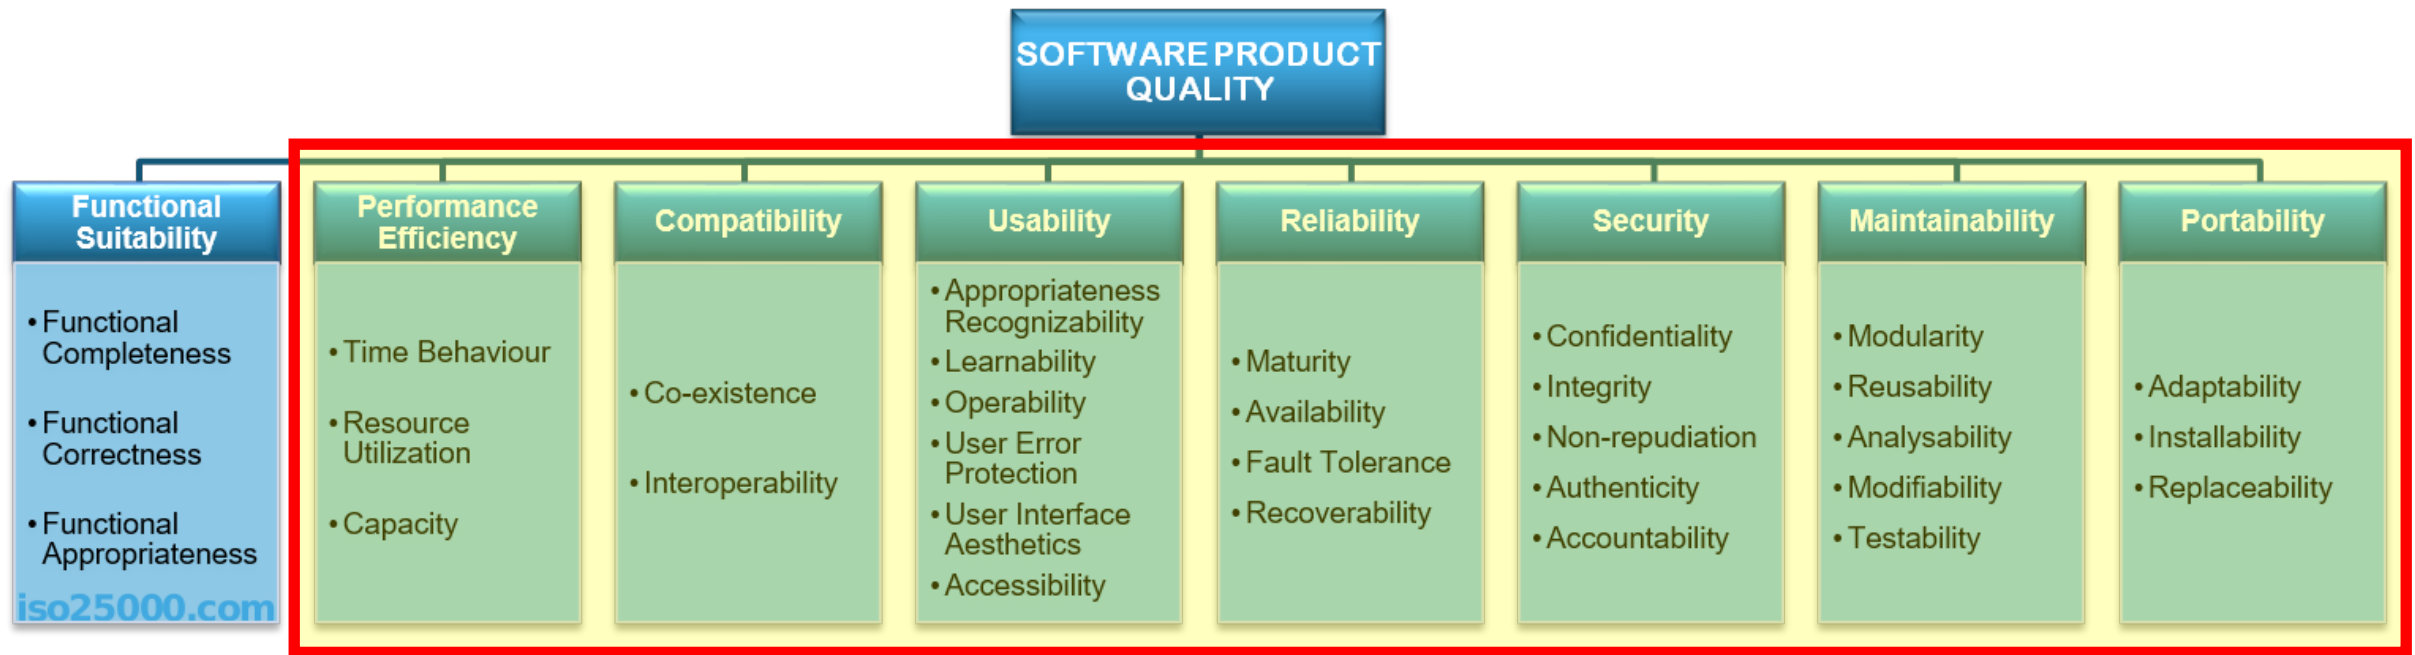 SOFTWARE PRODUCT
QUALITY
Functional
Suitability
• Functional
Completeness
• Functional
Correctness
• Functional
Appropriateness
iso25000.com
Performance
Efficiency
• Time Behaviour
• Resource
Utilization
• Capacity
Compatibility
• Co-existence
• Interoperability
Usability
• Appropriateness
Recognizability
• Learnability
• Operability
• User Error
Protection
• User Interface
Aesthetics
• Accessibility
Reliability
• Maturity
• Availability
• Fault Tolerance
• Recoverability
Security
• Confidentiality
• Integrity
• Non-repudiation
• Authenticity
• Accountability
Maintainability
• Modularity
• Reusability
• Analysability
• Modifiability
• Testability
Portability
• Adaptability
• Installability
• Replaceability